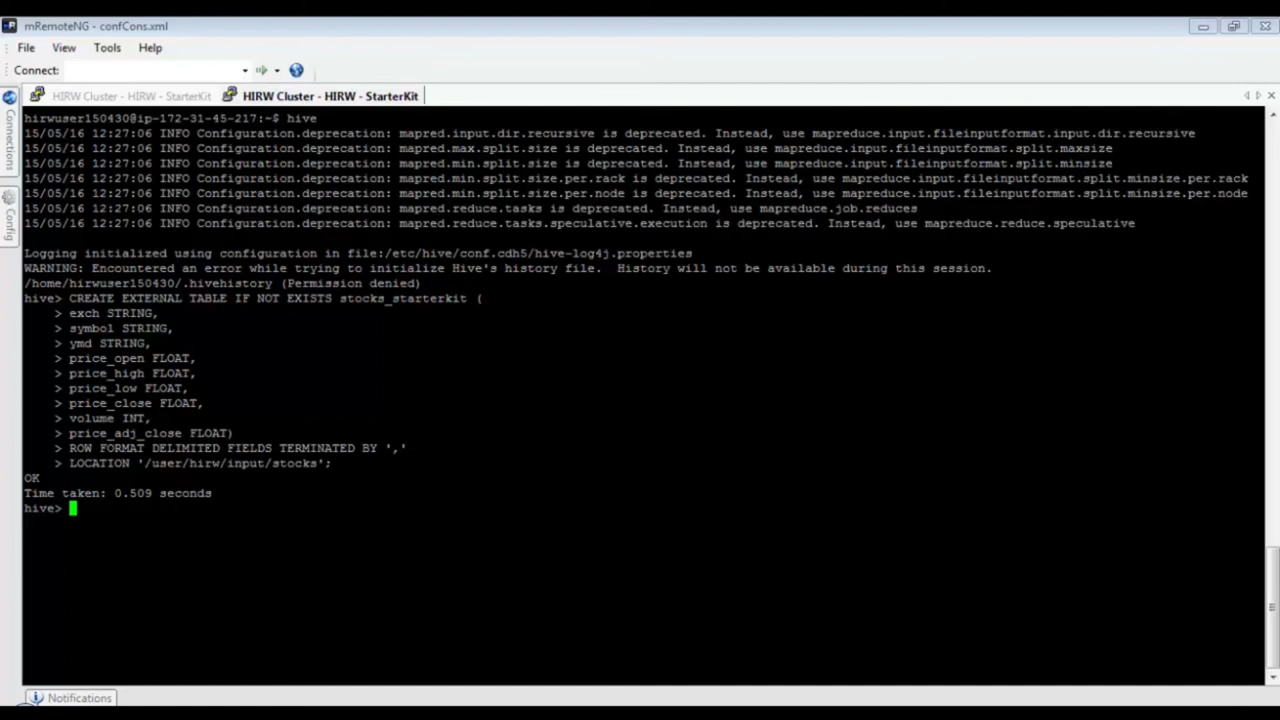 mRemoteNG - confCons.xml
File View Tools Help
Connect:
HIRW Cluster - HIRW - StarterKit HIRW Cluster - HIRW - StarterKit
Connections
Config
hirwuser150430@ip-172-31-45-217:~$ hive
15/05/16 12:27:06 INFO Configuration.deprecation: mapred.input.dir.recursive is deprecated. Instead, use mapreduce.input.fileinputformat.input.dir.recursive
15/05/16 12:27:06 INFO Configuration.deprecation: mapred.max.split.size is deprecated. Instead, use mapreduce.input.fileinputformat.split.maxsize
15/05/16 12:27:06 INFO Configuration.deprecation: mapred.min.split.size is deprecated. Instead, use mapreduce.input.fileinputformat.split.minsize
15/05/16 12:27:06 INFO Configuration.deprecation: mapred.min.split.size.per.rack is deprecated. Instead, use mapreduce.input.fileinputformat.split.minsize.per.rack
15/05/16 12:27:06 INFO Configuration.deprecation: mapred.min.split.size.per.node is deprecated. Instead, use mapreduce.input.fileinputformat.split.minsize.per.node
15/05/16 12:27:06 INFO Configuration.deprecation: mapred.reduce.tasks is deprecated. Instead, use mapreduce.job.reduces
15/05/16 12:27:06 INFO Configuration.deprecation: mapred.reduce.tasks.speculative.execution is deprecated. Instead, use mapreduce.reduce.speculative
Logging initialized using configuration in file:/etc/hive/conf.cdh5/hive-log4j.properties
WARNING: Encountered an error while trying to initialize Hive's history file.  History will not be available during this session.
/home/hirwuser150430/.hivehistory (Permission denied)
hive> CREATE EXTERNAL TABLE IF NOT EXISTS stocks_starterkit (
    > exch STRING,
    > symbol STRING,
    > ymd STRING,
    > price_open FLOAT,
    > price_high FLOAT,
    > price_low FLOAT,
    > price_close FLOAT,
    > volume INT,
    > price_adj_close FLOAT)
    > ROW FORMAT DELIMITED FIELDS TERMINATED BY ','
    > LOCATION '/user/hirw/input/stocks';
OK
Time taken: 0.509 seconds
hive>
Notifications